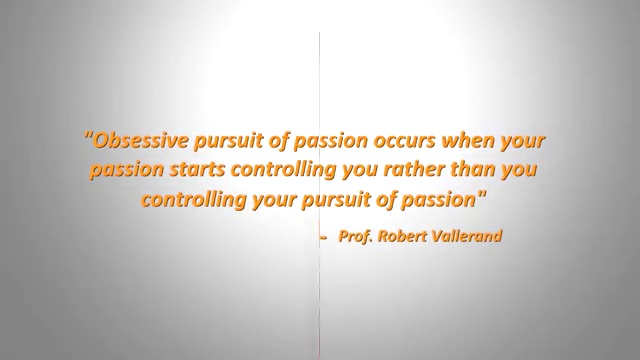 "Obsessive pursuit of passion occurs when your
passion starts controlling you rather than you
controlling your pursuit of passion"
- Prof. Robert Vallerand